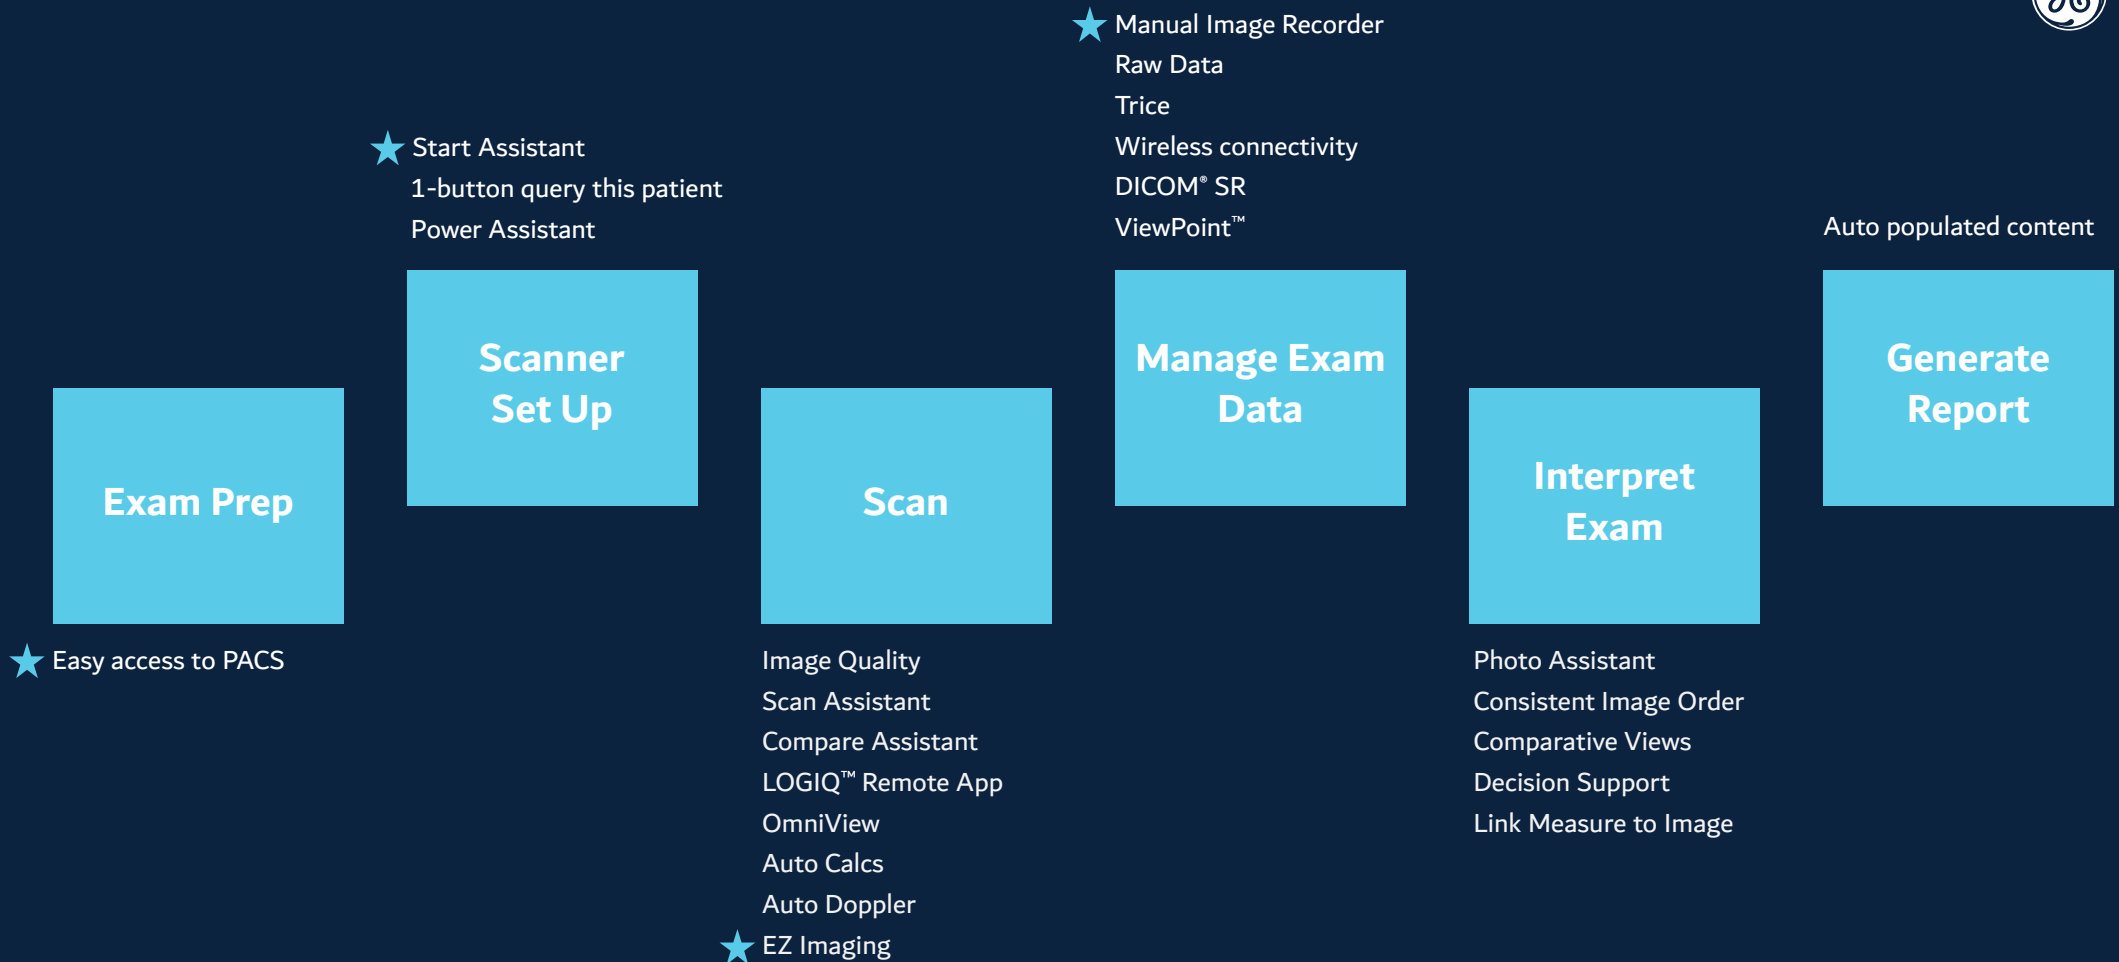 Easy access to PACS
Exam Prep
Start Assistant
1-button query this patient
Power Assistant
Scanner
Set Up
Scan
Image Quality
Scan Assistant
Compare Assistant
LOGIQ™ Remote App
OmniView
Auto Calcs
Auto Doppler
EZ Imaging
Manual Image Recorder
Raw Data
Trice
Wireless connectivity
DICOM® SR
ViewPoint™
Manage Exam
Data
Interpret
Exam
Photo Assistant
Consistent Image Order
Comparative Views
Decision Support
Link Measure to Image
Auto populated content
Generate
Report